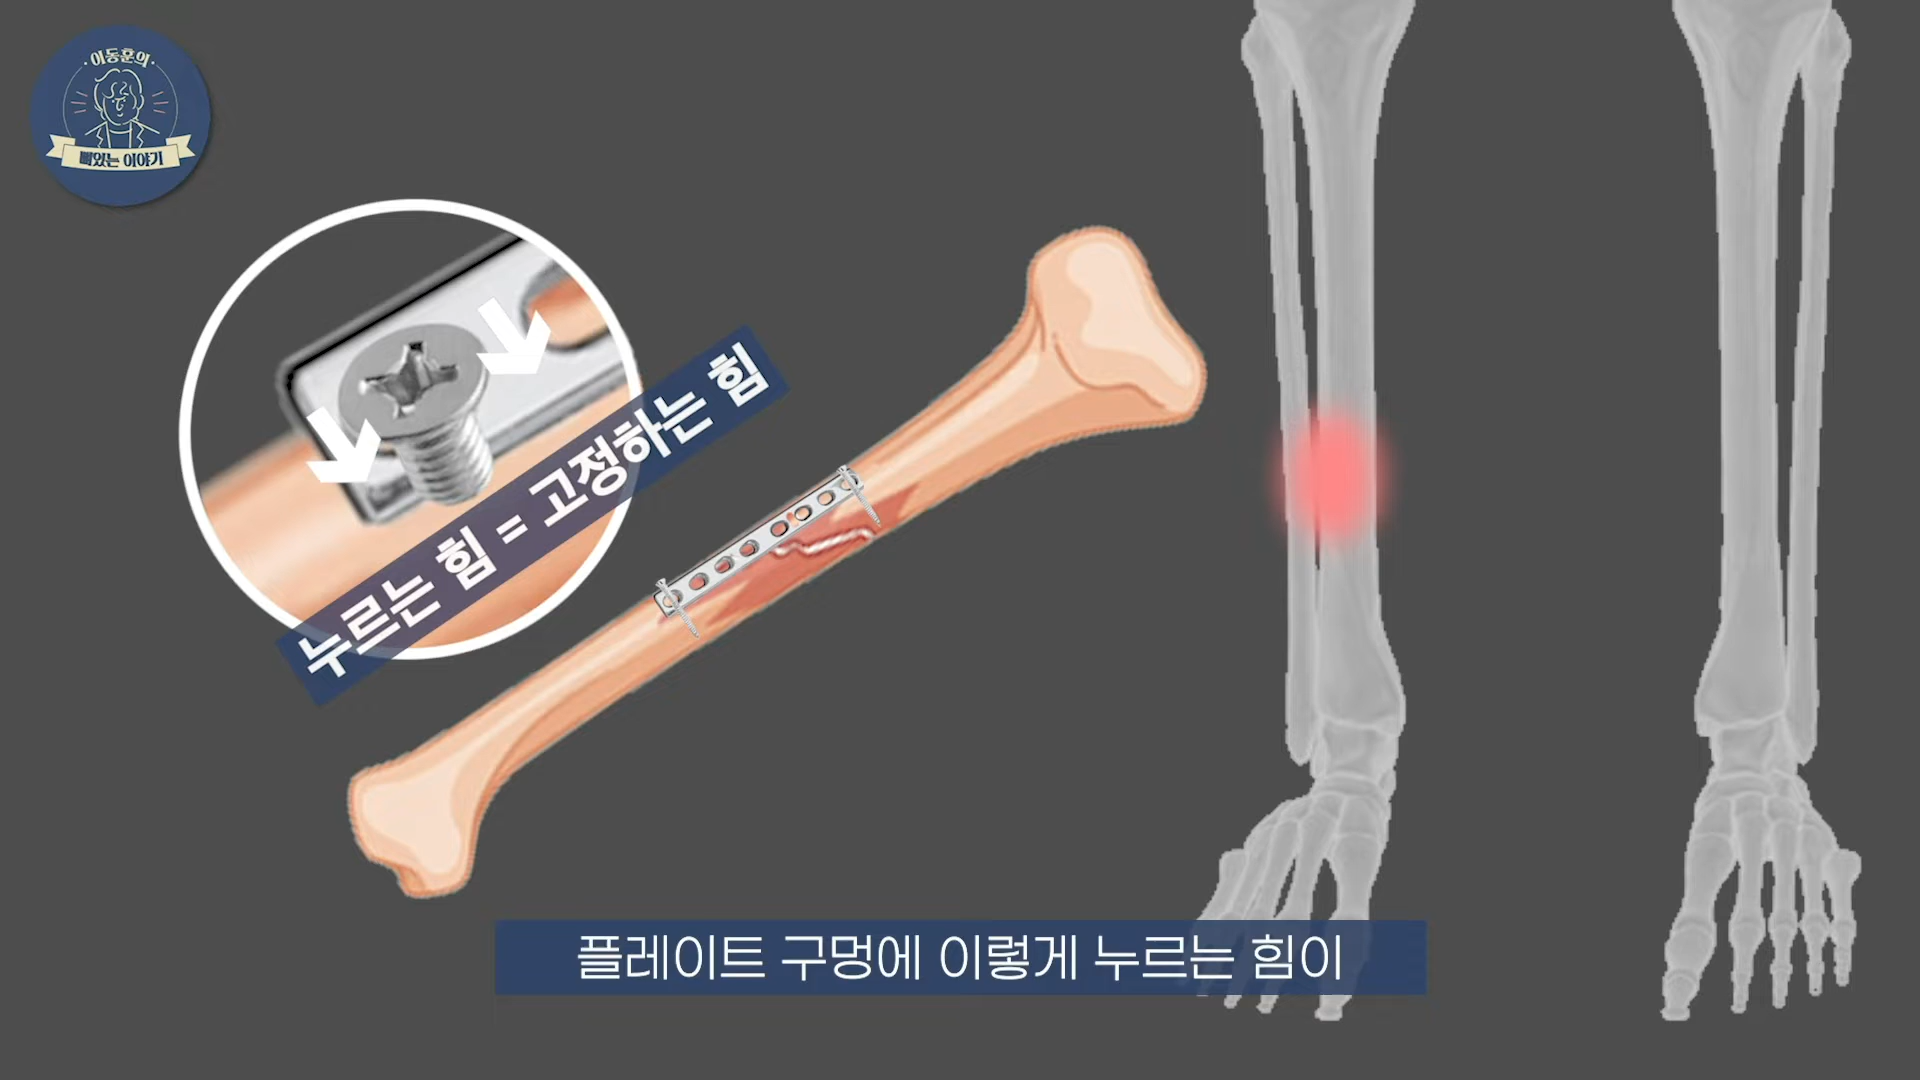 이동훈의
뼈있는 이야기
누르는 힘 = 고정하는 힘
플레이트 구멍에 이렇게 누르는 힘이